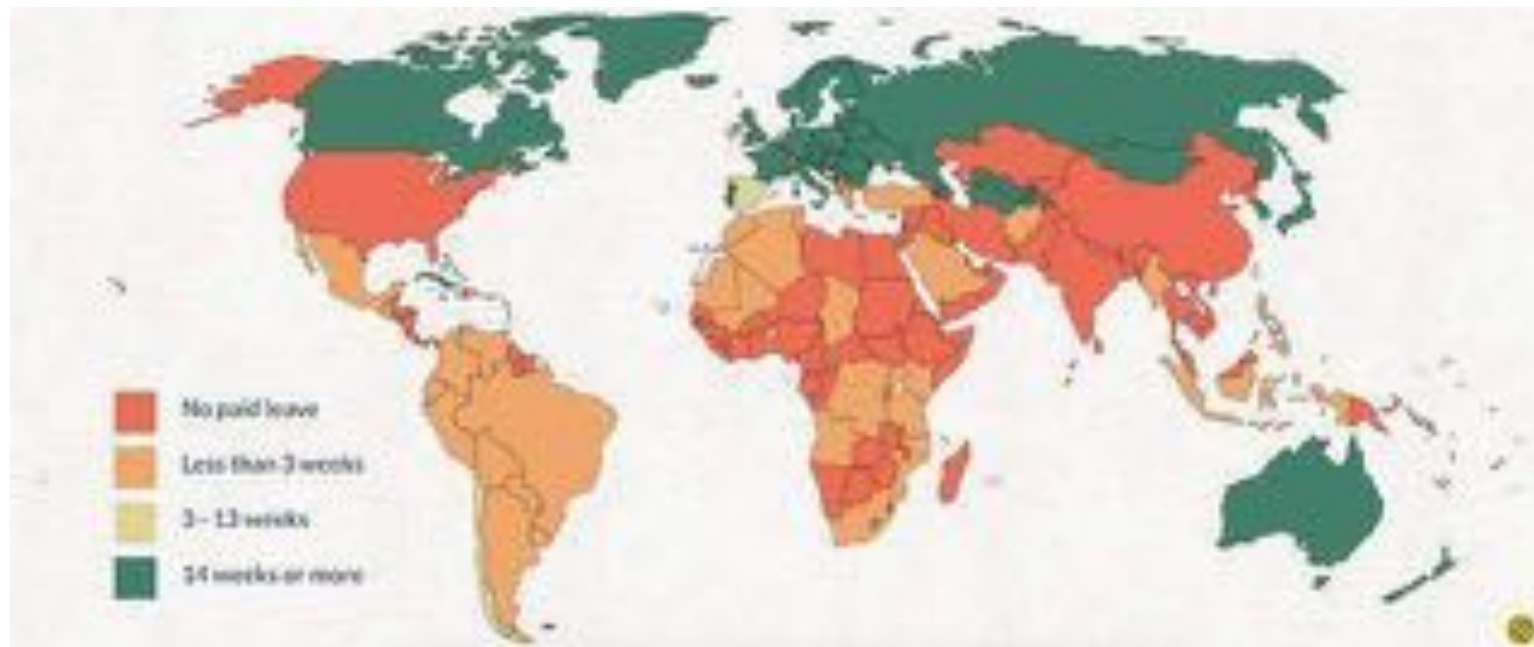 No paid leave
Less than 3 weeks
3 - 13 weeks
14 weeks or more